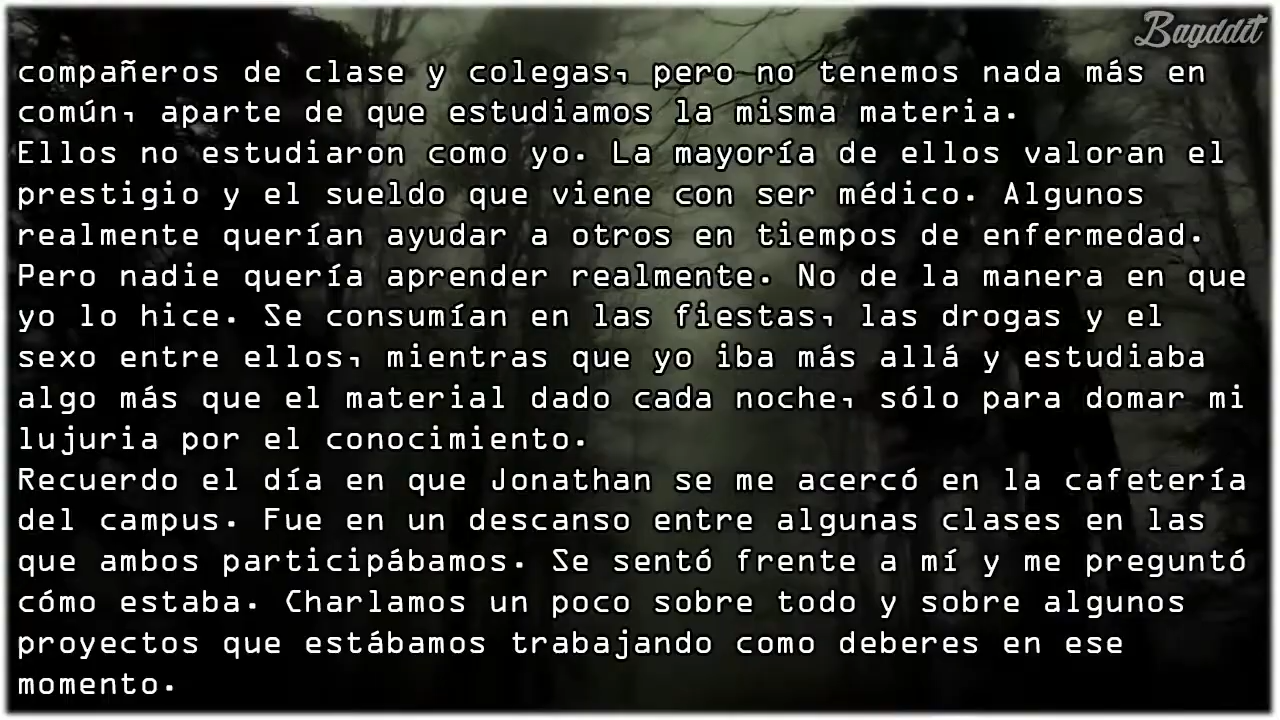 Bagddit
compañeros de clase y colegas, pero no tenemos nada más en
común, aparte de que estudiamos la misma materia.
Ellos no estudiaron como yo. La mayoría de ellos valoran el
prestigio y el sueldo que viene con ser médico. Algunos
realmente querían ayudar a otros en tiempos de enfermedad.
Pero nadie quería aprender realmente. No de la manera en que
yo lo hice. Se consumían en las fiestas, las drogas y el
sexo entre ellos, mientras que yo iba más allá y estudiaba
algo más que el material dado cada noche, sólo para domar mi
lujuria por el conocimiento.
Recuerdo el día en que Jonathan se me acercó en la cafetería
del campus. Fue en un descanso entre algunas clases en las
que ambos participábamos. Se sentó frente a mí y me preguntó
cómo estaba. Charlamos un poco sobre todo y sobre algunos
proyectos que estábamos trabajando como deberes en ese
momento.